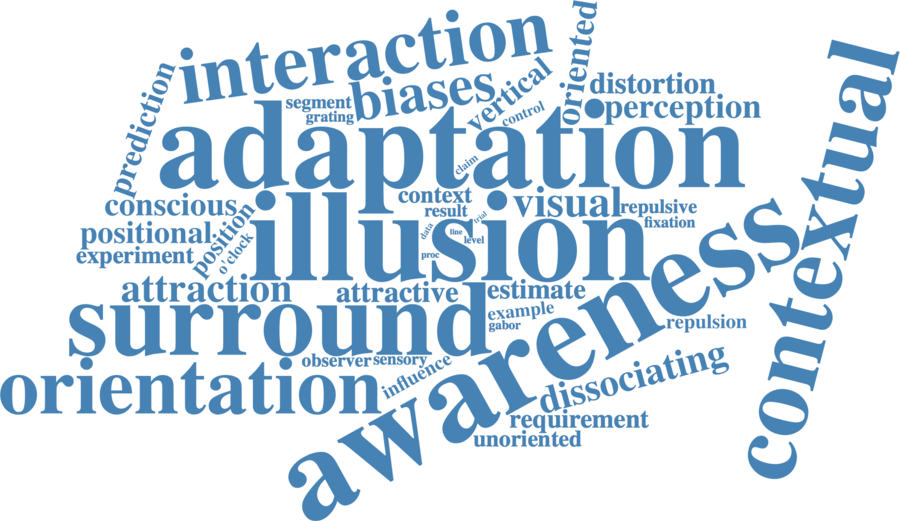 interaction
oriented
prediction
segment
biases
vertical
distortion
grating
control
perception
adaptation
claim
conscious
context
visual
repulsive
result
trial
fixation
positional
position
illusion
data
line
level
experiment
o'clock
proc
awareness
contextual
attraction
attractive
estimate
surround
example
gabor
repulsion
observer
sensory
orientation
influence
dissociating
requirement
unoriented